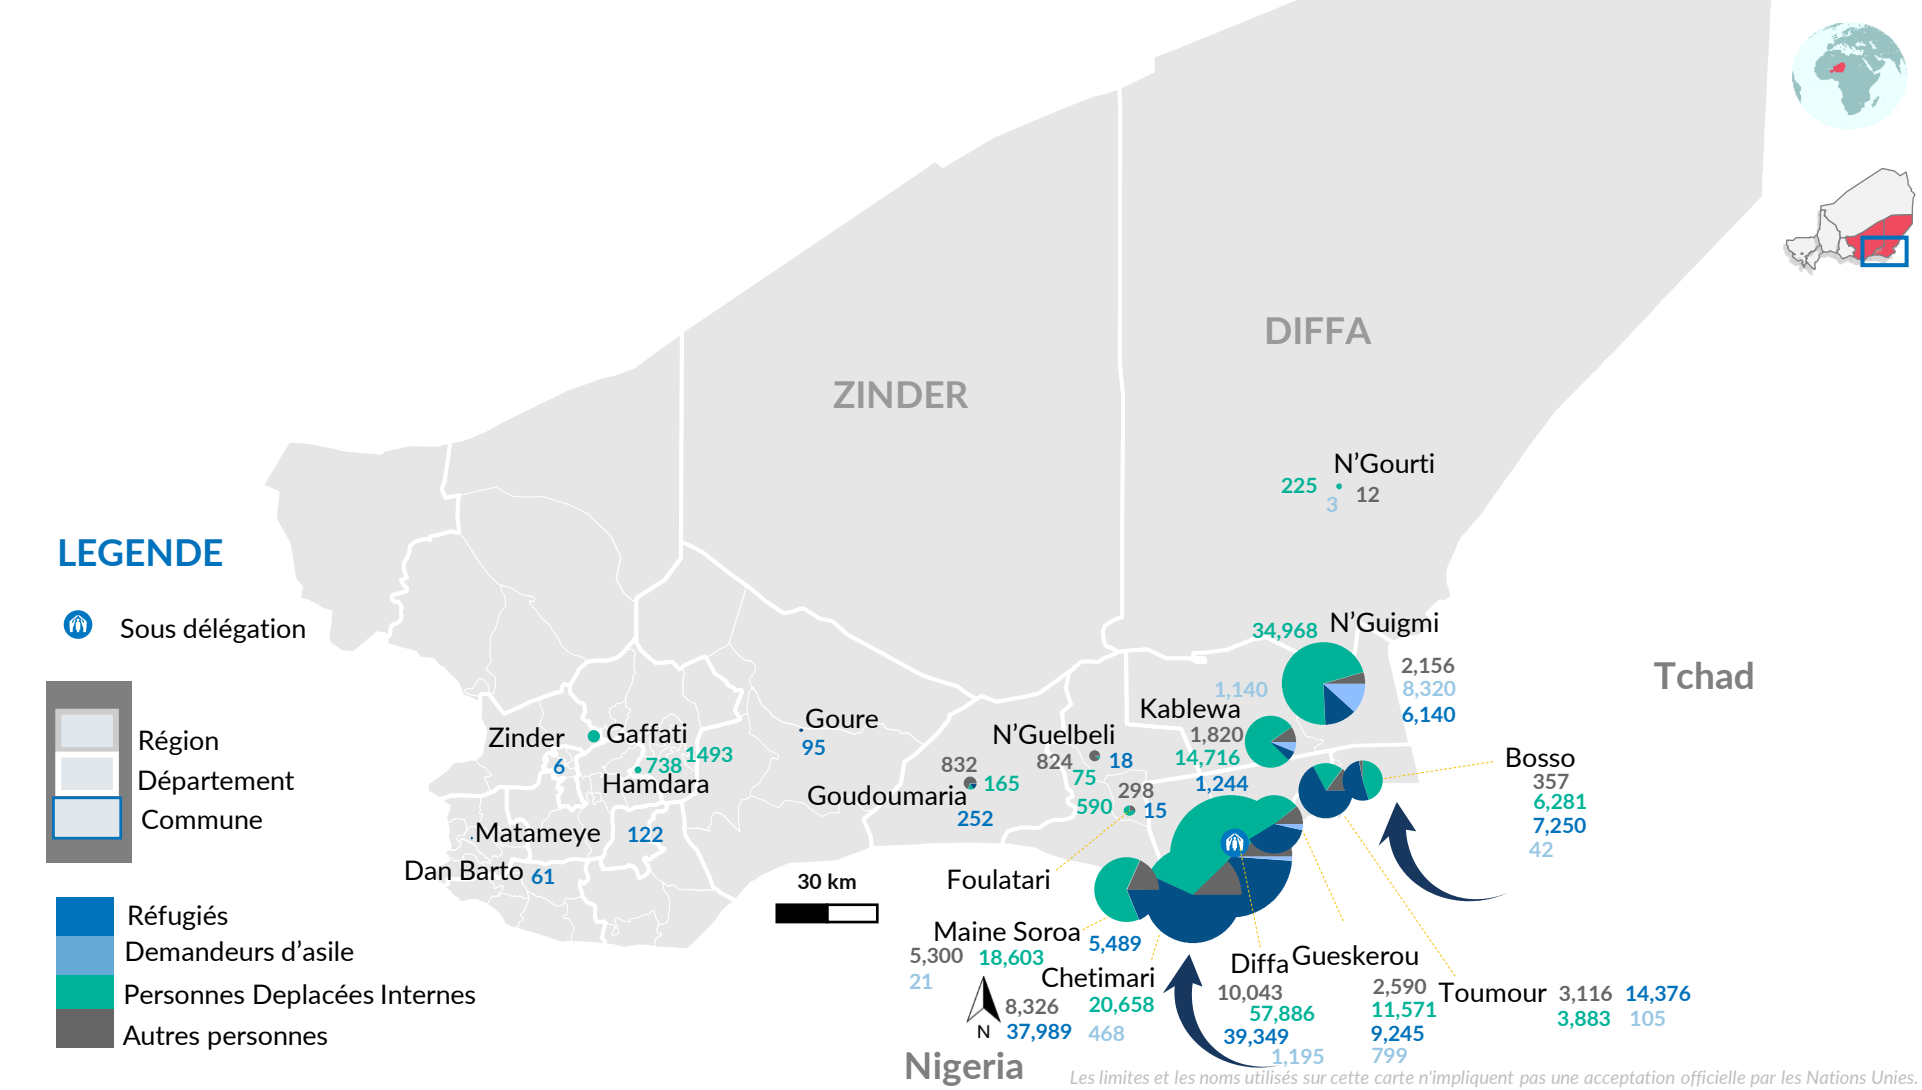 DIFFA
ZINDER
N’Gourti
225
12
3
LEGENDE
Sous délégation
Région
Département
Commune
Réfugiés
Demandeurs d’asile
Personnes Deplacées Internes
Autres personnes
34,968
N’Guigmi
2,156
8,320
6,140
Tchad
1,140
Kablewa
1,820
14,716
1,244
Bosso
357
6,281
7,250
42
Zinder
6
Gaffati
1493
738
Hamdara
Goure
95
N’Guelbeli
824
18
75
832
165
Goudoumaria
252
298
590
15
Foulatari
Matameye
122
Dan Barto
61
30 km
Maine Soroa
5,489
5,300
18,603
21
Chetimari
8,326
20,658
37,989
468
N
Nigeria
Diffa
10,043
57,886
39,349
1,195
Gueskerou
2,590
11,571
9,245
799
Toumour
3,116
14,376
3,883
105
Les limites et les noms utilisés sur cette carte n'impliquent pas une acceptation officielle par les Nations Unies.